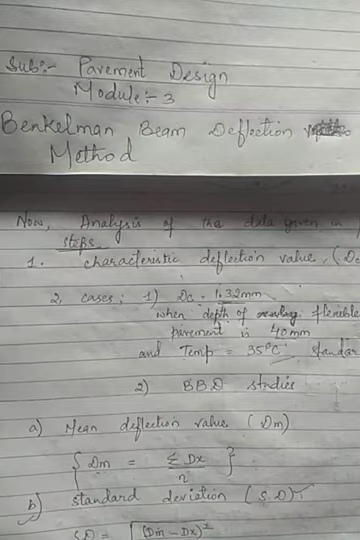 Sub:- Pavement Design
Module:- 3
Benkelman Beam Deflection
Method
Now, Analysis of the data given in
steps.
1. characteristic deflection value, (Dc
2 cases; 1) Dc = 1.32mm
when depth of flexible
pavement is 40mm
and Temp = 35°C standar
2) B.B.D studies
a) Mean deflection value (Dm)
{ Dm = ΣDx / n }
b) standard deviation (S.D)
S.D = √(Dm - Dx)²